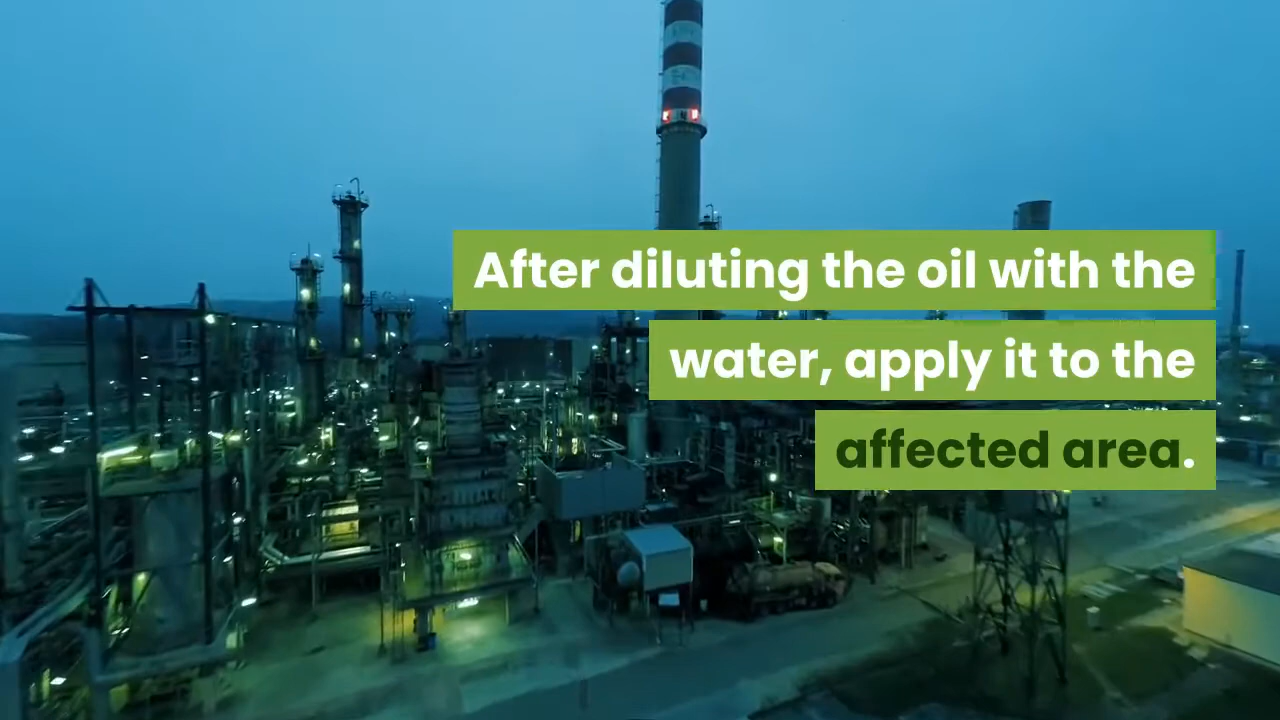 After diluting the oil with the
water, apply it to the
affected area.